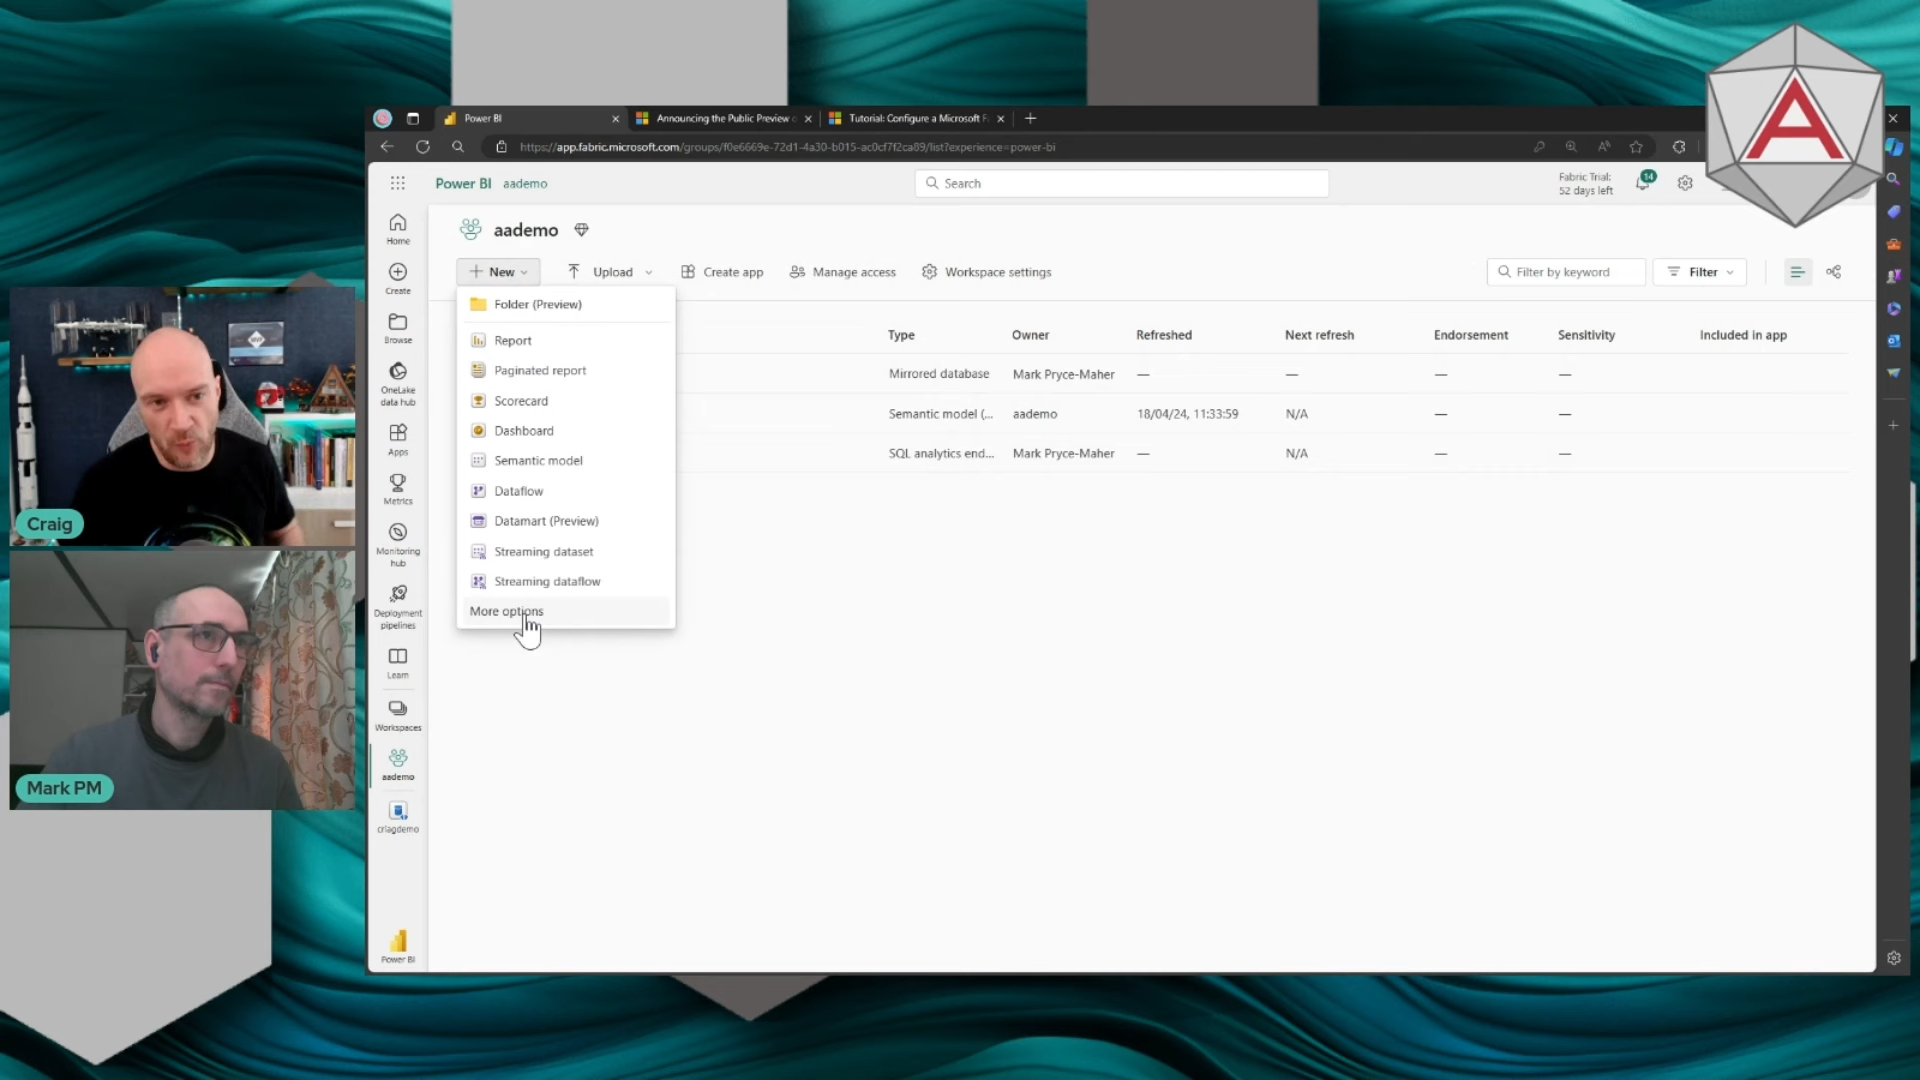 Power BI
Announcing the Public Preview o
Tutorial: Configure a Microsoft F
https://app.fabric.microsoft.com/groups/f0e6669e-72d1-4a30-b015-ac0cf7f2ca89/list?experience=power-bi
Power BI aademo
Search
Fabric Trial:
52 days left
14
A
Home
Create
Browse
OneLake
data hub
Apps
Metrics
Monitoring
hub
Deployment
pipelines
Learn
Workspaces
aademo
criagdemo
Power BI
aademo
New
Upload
Create app
Manage access
Workspace settings
Filter by keyword
Filter
Folder (Preview)
Report
Paginated report
Scorecard
Dashboard
Semantic model
Dataflow
Datamart (Preview)
Streaming dataset
Streaming dataflow
More options
Type Owner Refreshed Next refresh Endorsement Sensitivity Included in app
Mirrored database Mark Pryce-Maher — — — —
Semantic model (... aademo 18/04/24, 11:33:59 N/A — —
SQL analytics end... Mark Pryce-Maher — N/A — —
Craig
Mark PM